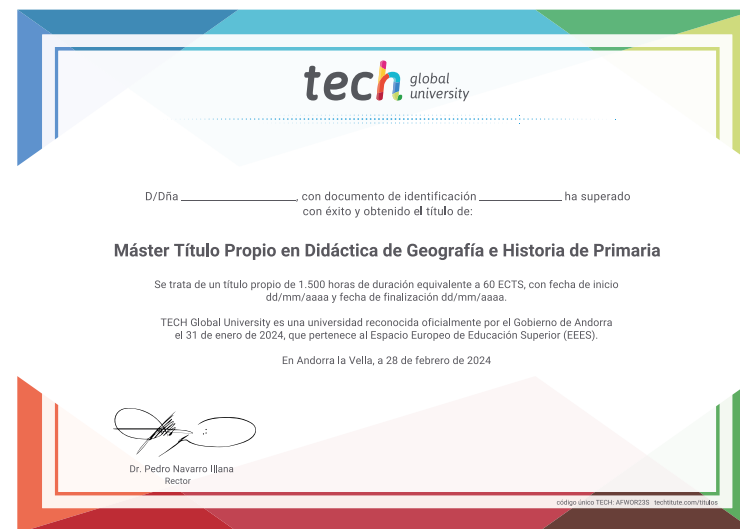 tech global university
D/Dña ____________________, con documento de identificación ______________ ha superado
con éxito y obtenido el título de:
Máster Título Propio en Didáctica de Geografía e Historia de Primaria
Se trata de un título propio de 1.500 horas de duración equivalente a 60 ECTS, con fecha de inicio
dd/mm/aaaa y fecha de finalización dd/mm/aaaa.
TECH Global University es una universidad reconocida oficialmente por el Gobierno de Andorra
el 31 de enero de 2024, que pertenece al Espacio Europeo de Educación Superior (EEES).
En Andorra la Vella, a 28 de febrero de 2024
Dr. Pedro Navarro Illana
Rector
código único TECH: AFWOR23S techtitute.com/titulos